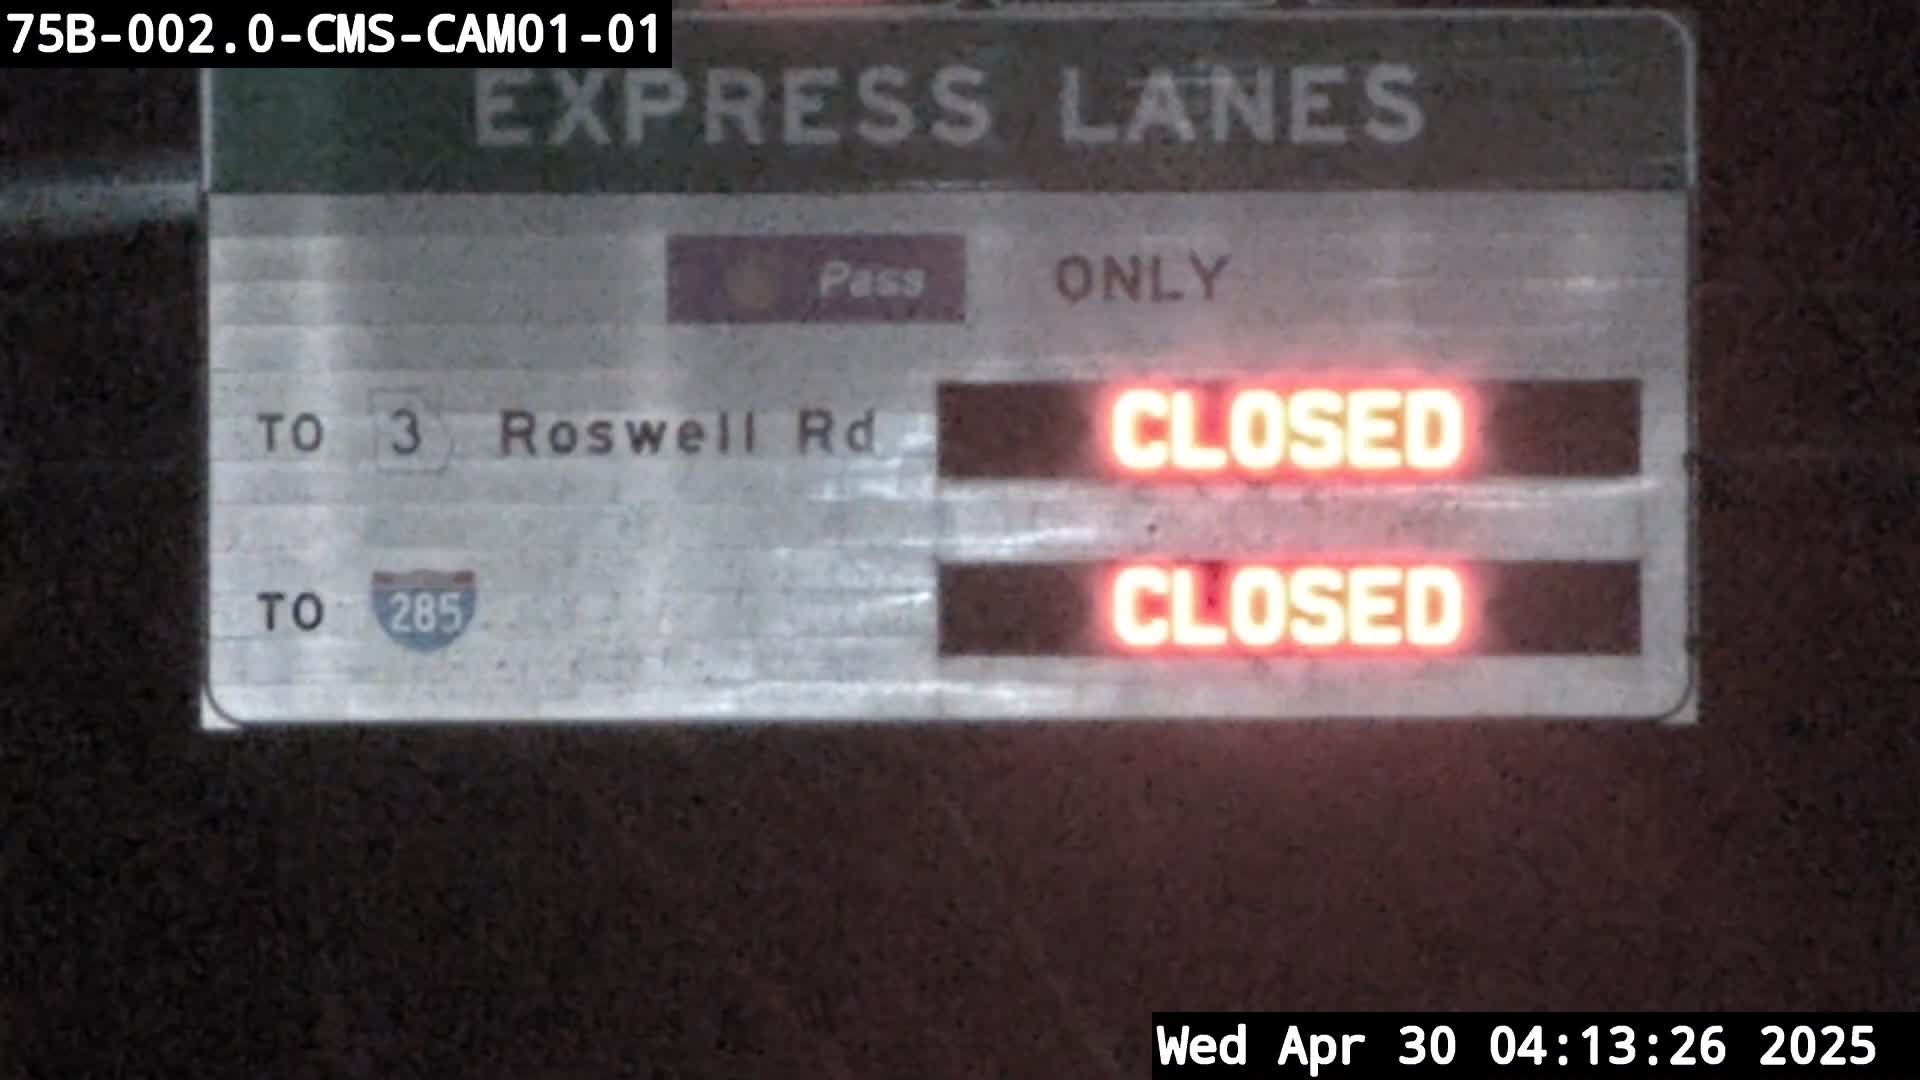 75B-002.0-CMS-CAM01-01
EXPRESS LANES
Pass ONLY
TO 3 Roswell Rd CLOSED
TO 285 CLOSED
Wed Apr 30 04:13:26 2025